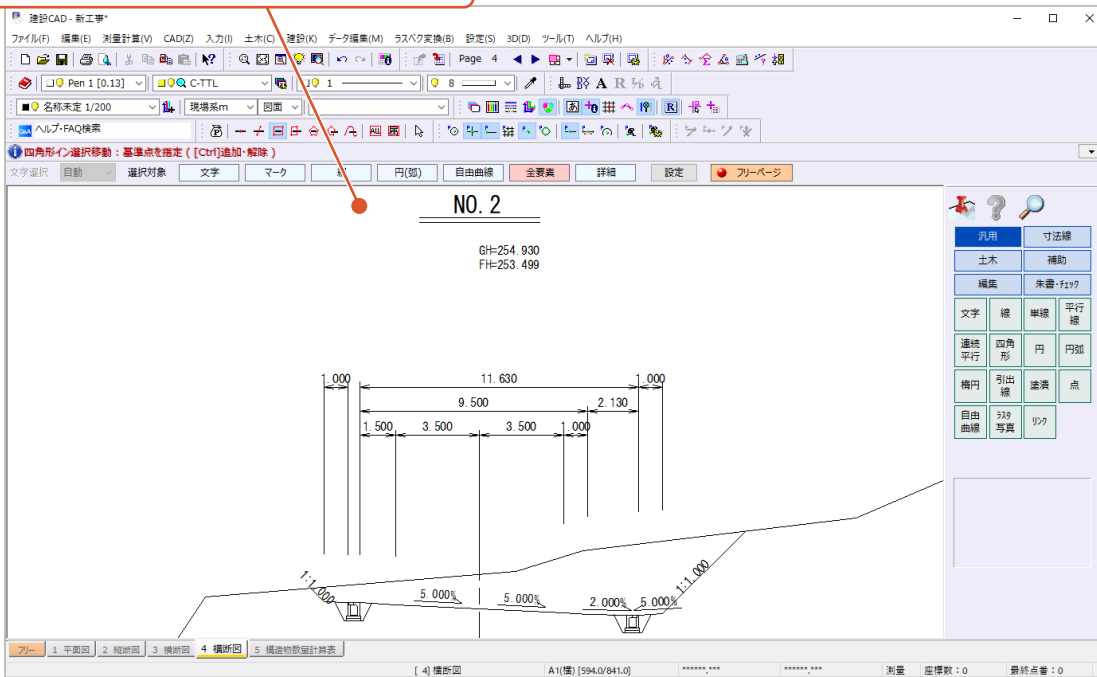 建設CAD - 新工事*
ファイル(F) 編集(E) 測量計算(V) CAD(Z) 入力(I) 土木(C) 建設(K) データ編集(M) ラスベク変換(B) 設定(S) 3D(D) ツール(T) ヘルプ(H)
Page 4
Pen 1 [0.13] C-TTL 1 8
名称未定 1/200 現場系m 図面
ヘルプ・FAQ検索
四角形イン選択移動：基準点を指定 ( [Ctrl]追加・解除 )
文字選択 自動 選択対象 文字 マーク 円(弧) 自由曲線 全要素 詳細 設定 フリーページ
NO. 2
GH=254. 930
FH=253. 499
1. 000 11. 630 1. 000
9. 500 2. 130
1. 500 3. 500 3. 500 1. 000
1:1.000 5. 000% 5. 000% 2. 000% 5. 000% 1:1.000
汎用 寸法線
土木 補助
編集 朱書・ﾁｪｯｸ
文字 線 単線 平行線
連続平行 四角形 円 円弧
楕円 引出線 塗潰 点
自由曲線 ﾗｽﾀ写真 ﾘﾝｸ
フリー 1 平面図 2 縦断図 3 横断図 4 横断図 5 構造物数量計算表
[ 4] 横断図 A1(横) [594.0/841.0] ******.*** ******.*** 測量 座標数：0 最終点番：0